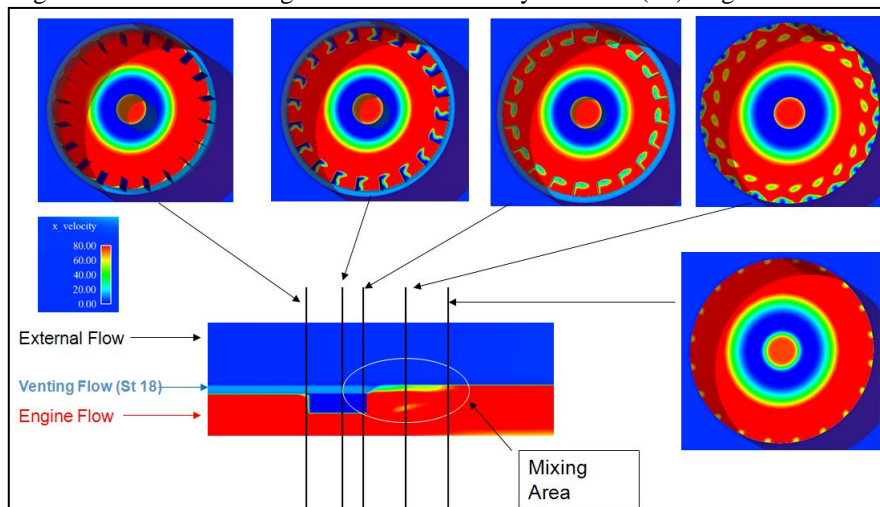 x_velocity
80.00
60.00
40.00
20.00
0.00
External Flow
Venting Flow (St 18)
Engine Flow
Mixing
Area